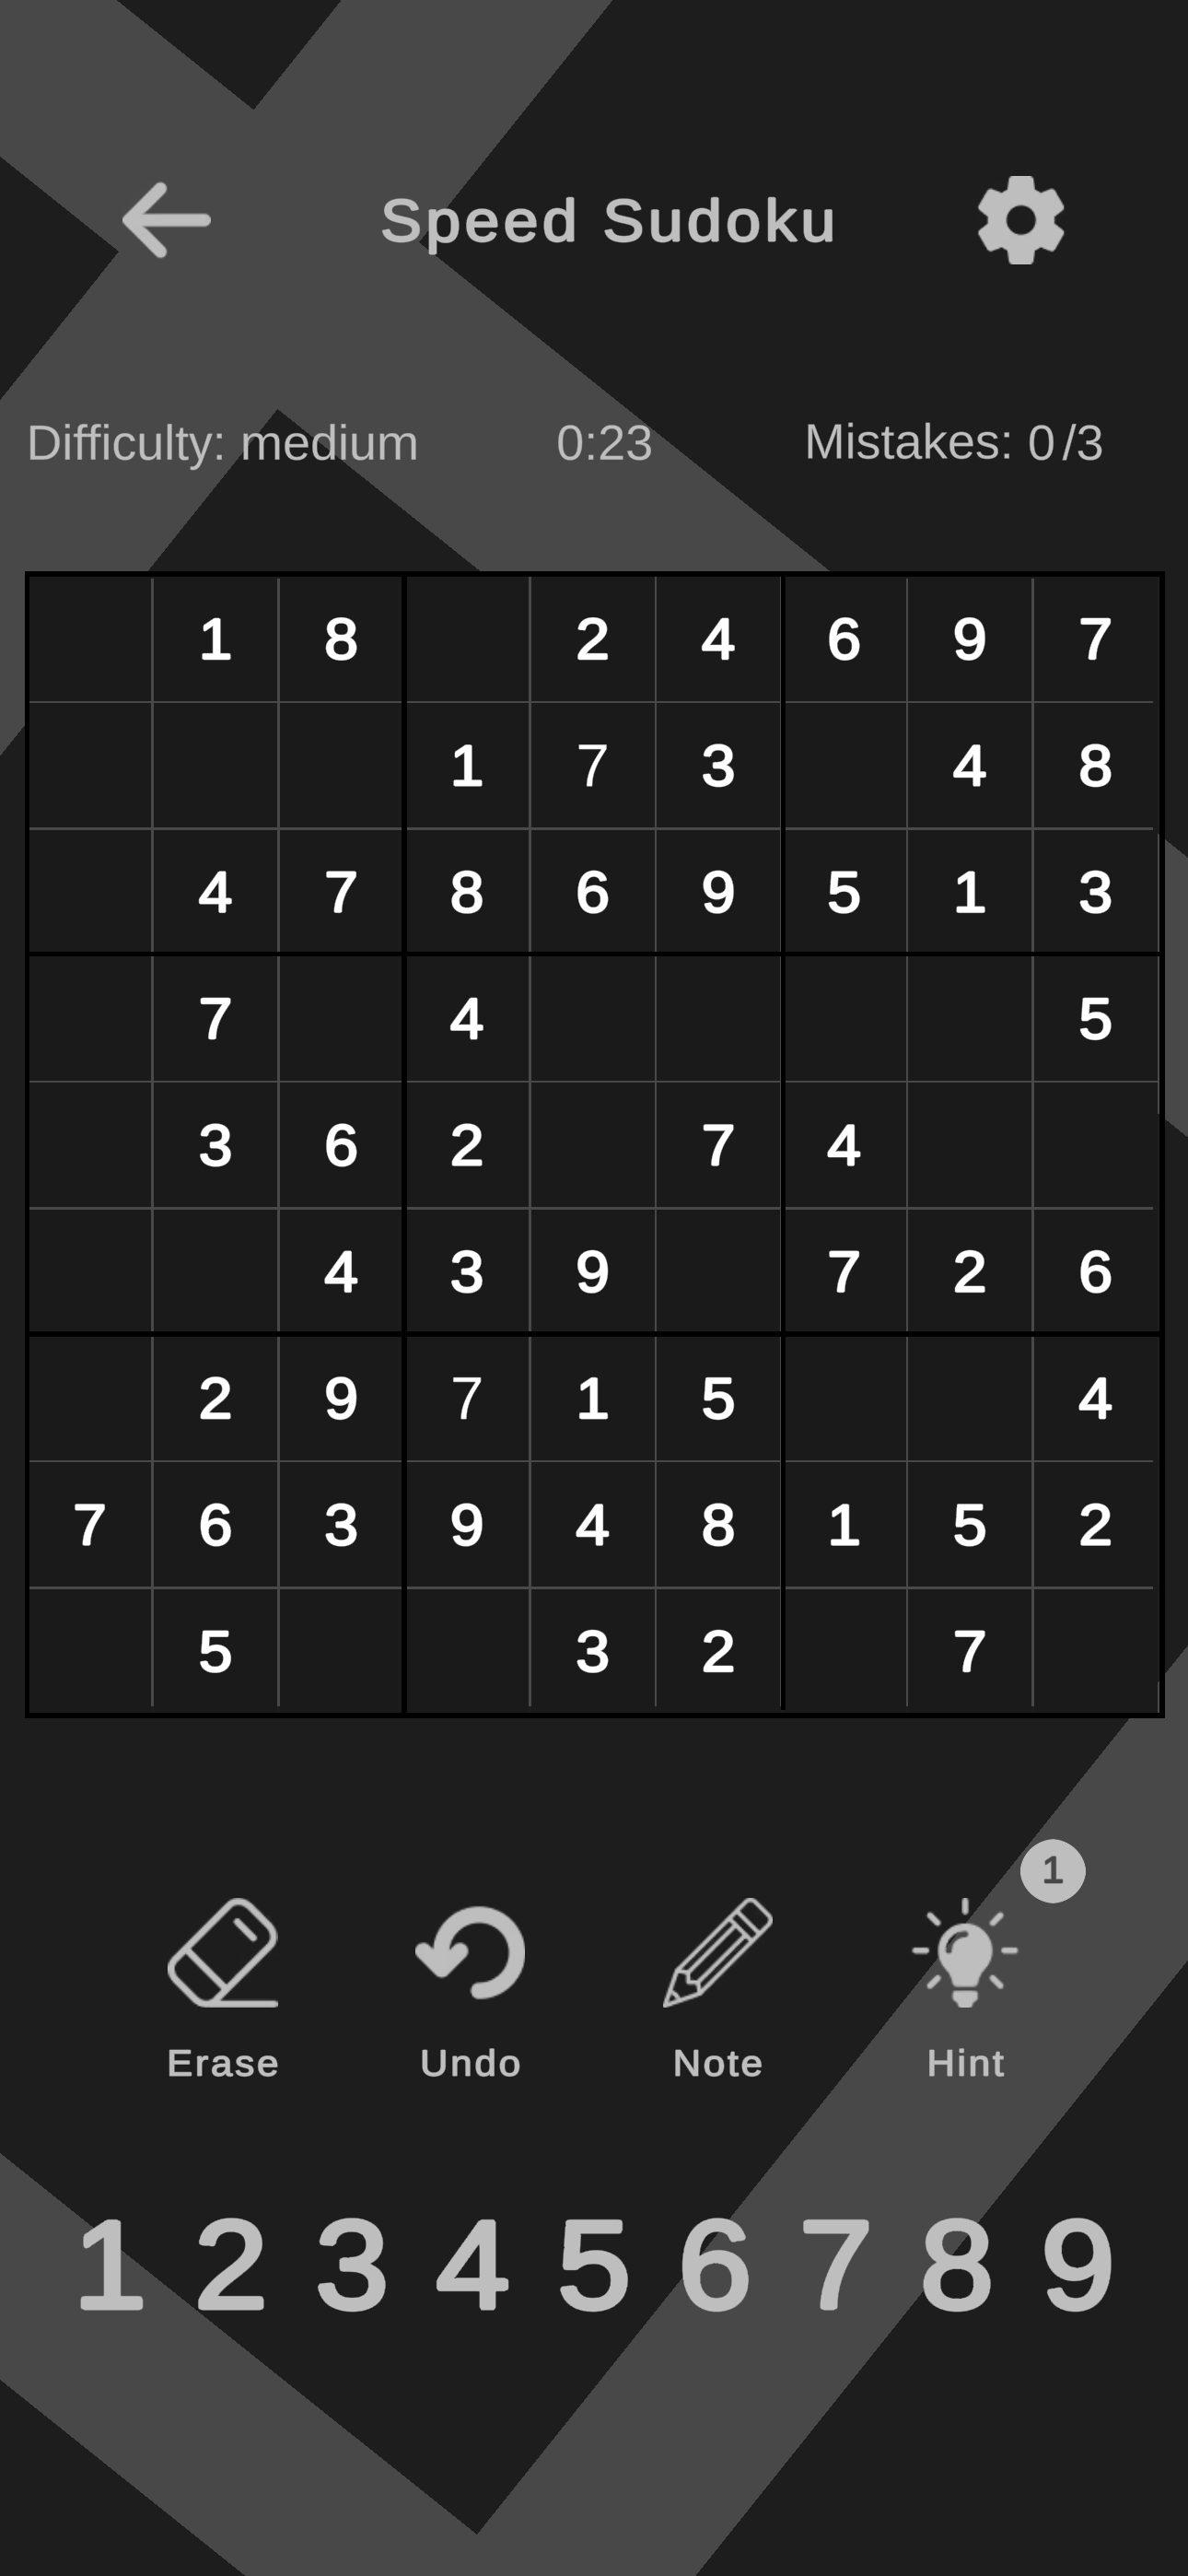 Speed Sudoku
Difficulty: medium 0:23 Mistakes: 0/3
1 8 2 4 6 9 7
1 7 3 4 8
4 7 8 6 9 5 1 3
7 4 5
3 6 2 7 4
4 3 9 7 2 6
2 9 7 1 5 4
7 6 3 9 4 8 1 5 2
5 3 2 7
1
Erase Undo Note Hint
1 2 3 4 5 6 7 8 9